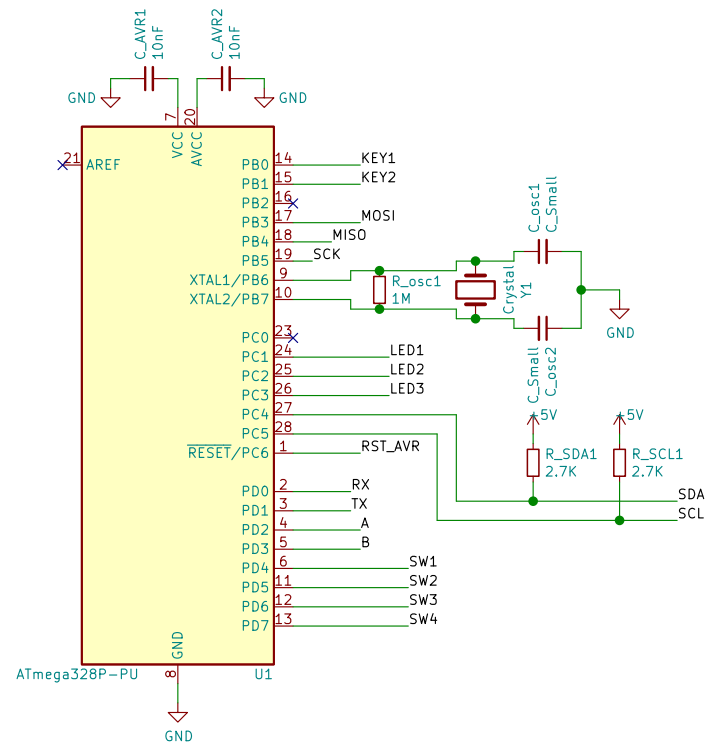 C_AVR1
10nF
C_AVR2
10nF
GND
GND
7
20
VCC
AVCC
21
AREF
PB0
14
KEY1
PB1
15
KEY2
PB2
16
PB3
17
MOSI
PB4
18
MISO
PB5
19
SCK
XTAL1/PB6
9
XTAL2/PB7
10
R_osc1
1M
Crystal
Y1
C_osc1
C_Small
GND
C_Small
C_osc2
PC0
23
PC1
24
LED1
PC2
25
LED2
PC3
26
LED3
PC4
27
PC5
28
RESET/PC6
1
RST_AVR
+5V
+5V
R_SDA1
2.7K
R_SCL1
2.7K
SDA
SCL
PD0
2
RX
PD1
3
TX
PD2
4
A
PD3
5
B
PD4
6
SW1
PD5
11
SW2
PD6
12
SW3
PD7
13
SW4
GND
8
ATmega328P-PU
U1
GND